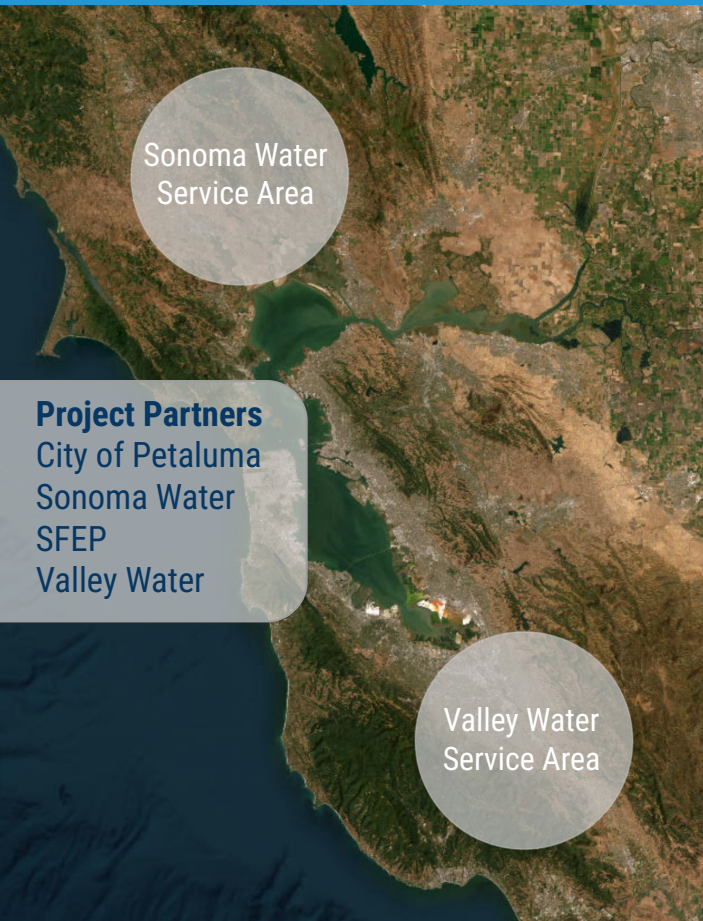 Sonoma Water
Service Area
Project Partners
City of Petaluma
Sonoma Water
SFEP
Valley Water
Valley Water
Service Area